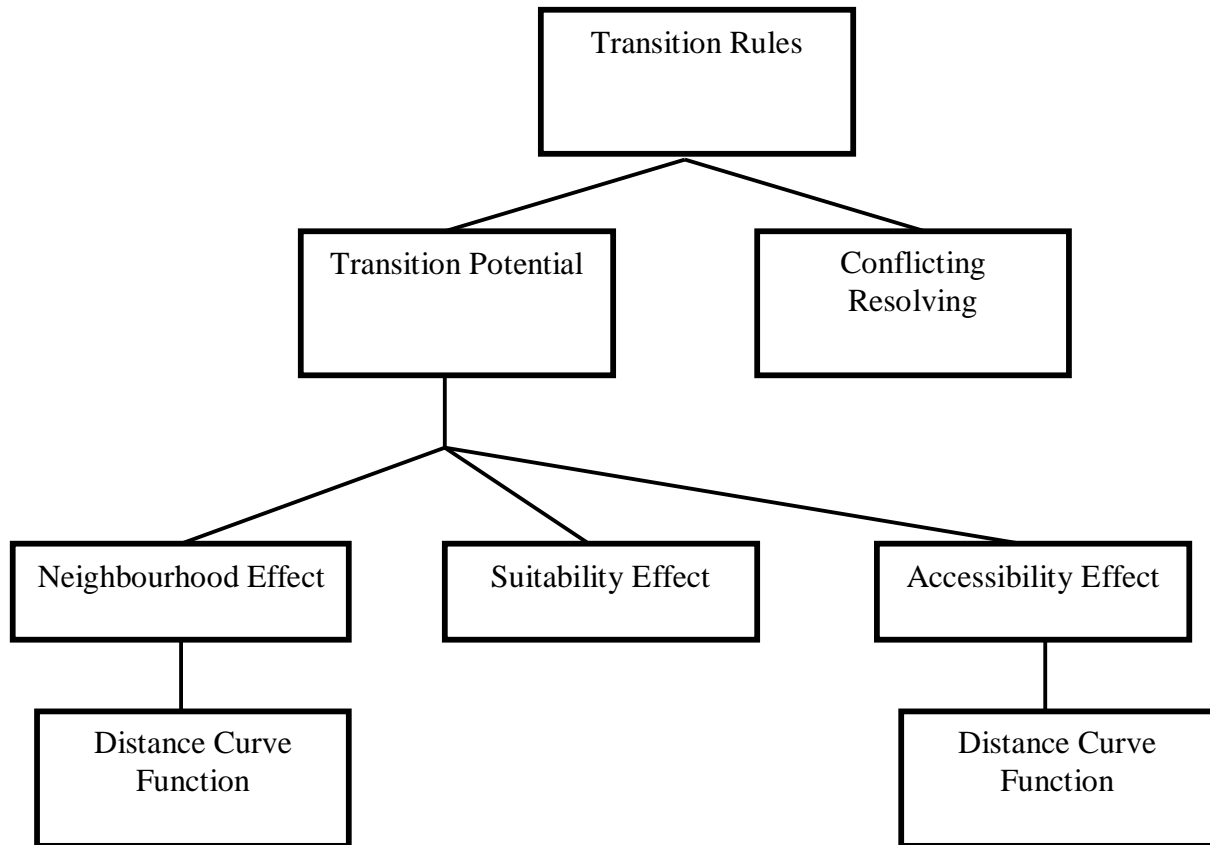 Transition Rules
Transition Potential
Conflicting
Resolving
Neighbourhood Effect
Suitability Effect
Accessibility Effect
Distance Curve
Function
Distance Curve
Function